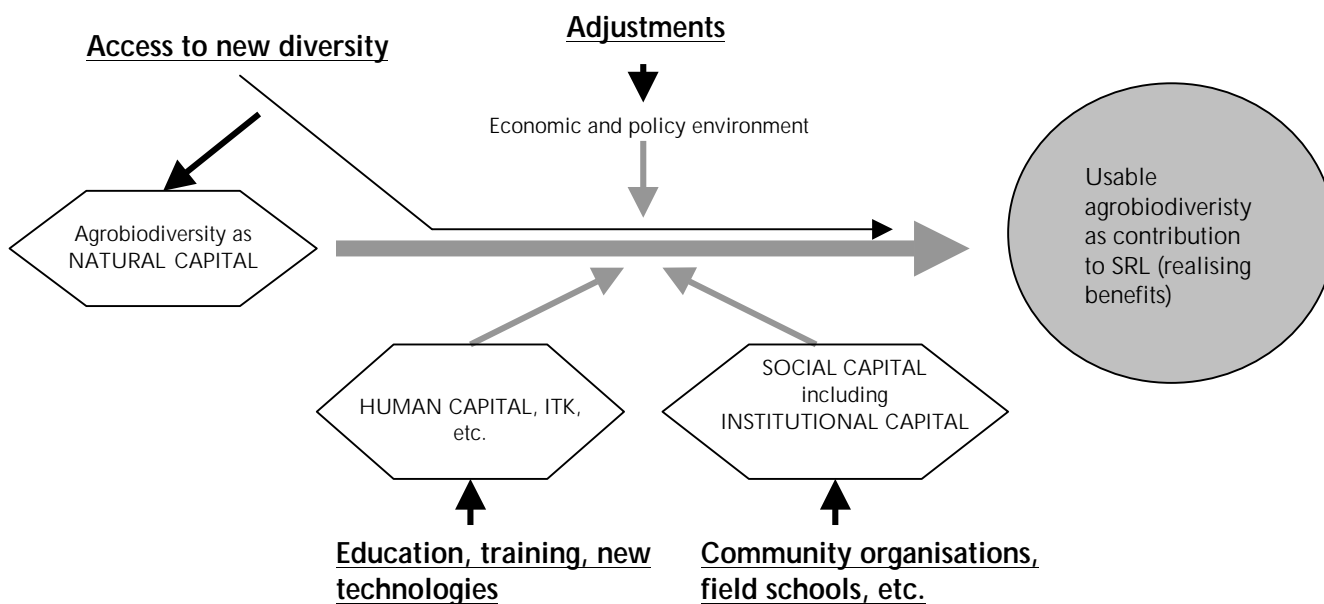 Access to new diversity
Adjustments
Economic and policy environment
Agrobiodiversity as
NATURAL CAPITAL
Usable
agrobiodiveristy
as contribution
to SRL (realising
benefits)
HUMAN CAPITAL, ITK,
etc.
SOCIAL CAPITAL
including
INSTITUTIONAL CAPITAL
Education, training, new
technologies
Community organisations,
field schools, etc.